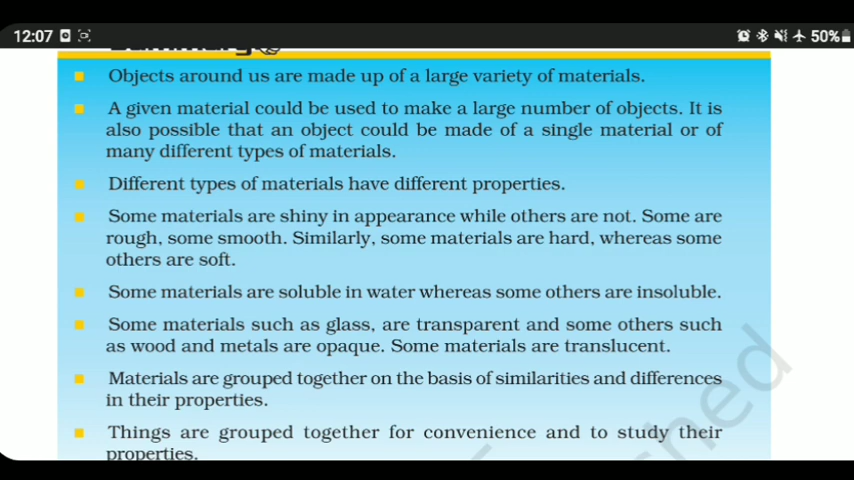 12:07
50%
Summary
■ Objects around us are made up of a large variety of materials.
■ A given material could be used to make a large number of objects. It is
also possible that an object could be made of a single material or of
many different types of materials.
■ Different types of materials have different properties.
■ Some materials are shiny in appearance while others are not. Some are
rough, some smooth. Similarly, some materials are hard, whereas some
others are soft.
■ Some materials are soluble in water whereas some others are insoluble.
■ Some materials such as glass, are transparent and some others such
as wood and metals are opaque. Some materials are translucent.
■ Materials are grouped together on the basis of similarities and differences
in their properties.
■ Things are grouped together for convenience and to study their
properties.